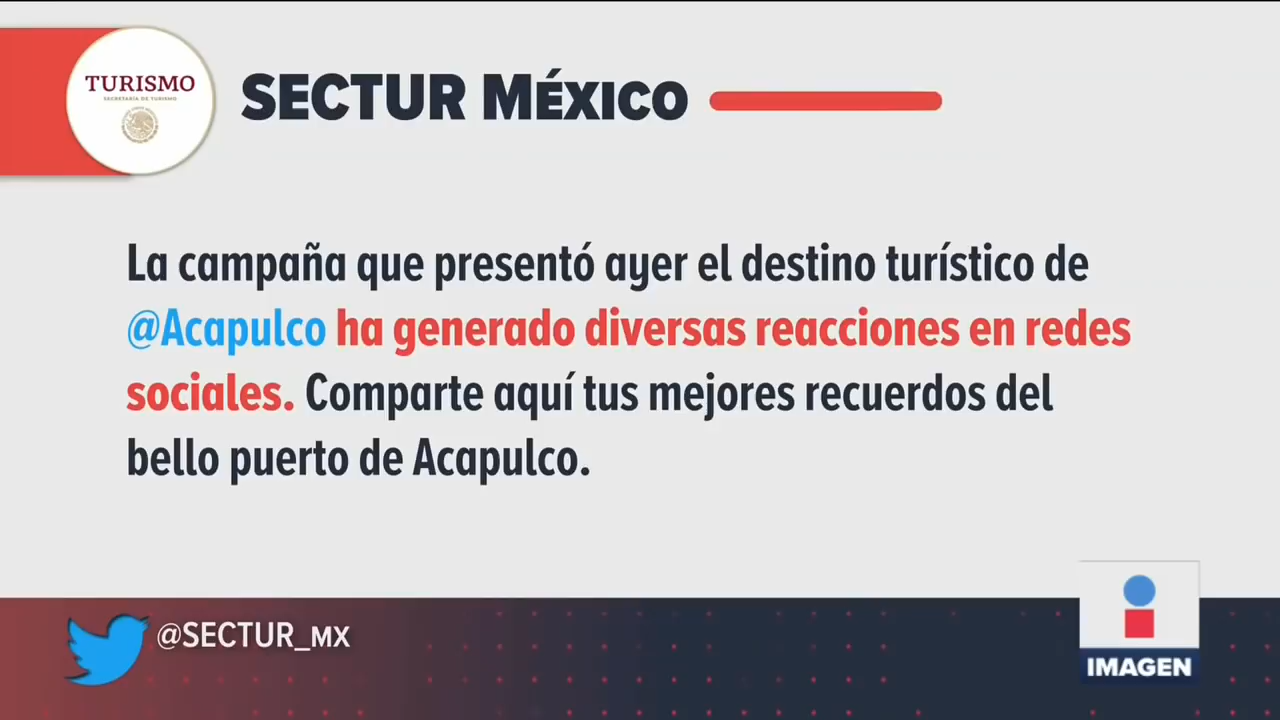 TURISMO
SECRETARÍA DE TURISMO
SECTUR MÉXICO
La campaña que presentó ayer el destino turístico de
@Acapulco ha generado diversas reacciones en redes
sociales. Comparte aquí tus mejores recuerdos del
bello puerto de Acapulco.
@SECTUR_MX
IMAGEN